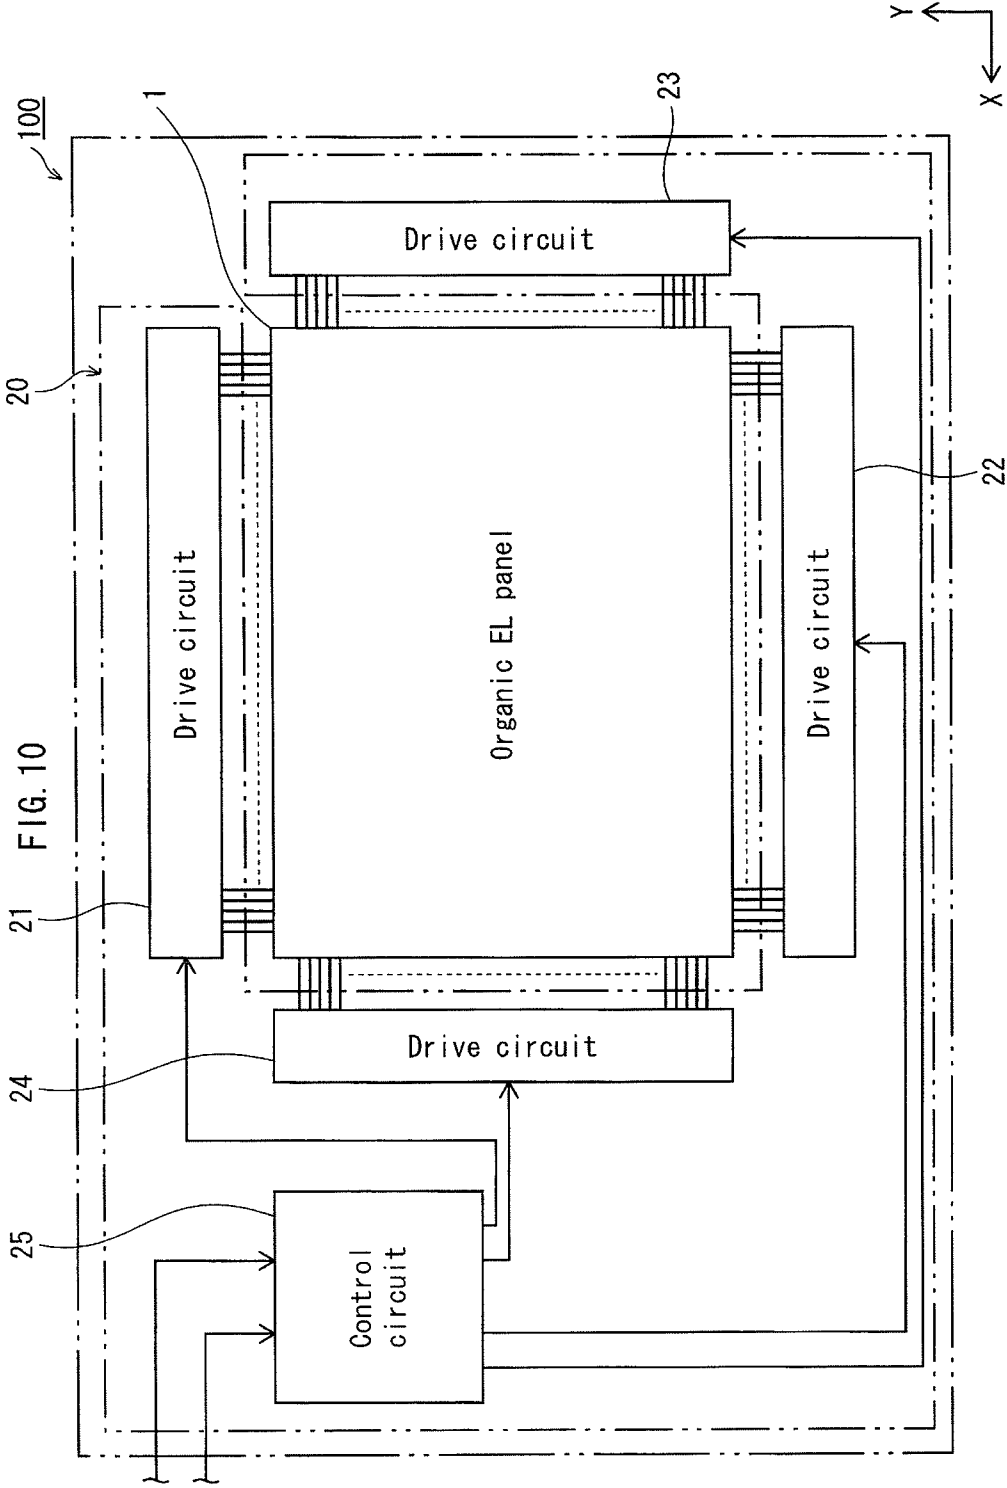 FIG. 10
100
20
21
1
Drive circuit
24
Drive circuit
Organic EL panel
Drive circuit
23
25
Control
circuit
Drive circuit
22
Y
X